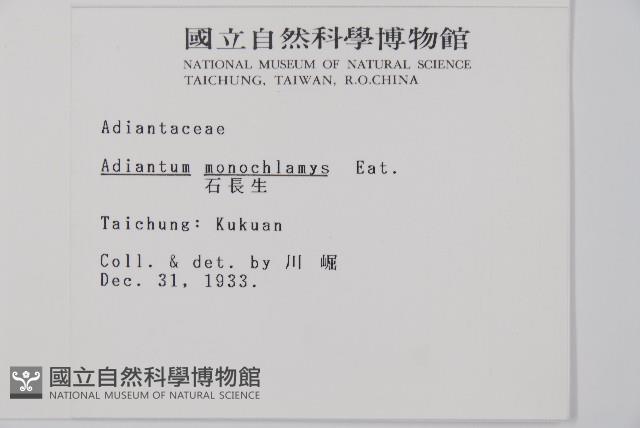 國立自然科學博物館
NATIONAL MUSEUM OF NATURAL SCIENCE
TAICHUNG, TAIWAN, R.O.CHINA
Adiantaceae
Adiantum monochlamys Eat.
石長生
Taichung: Kukuan
Coll. & det. by 川 崛
Dec. 31, 1933.
國立自然科學博物館
NATIONAL MUSEUM OF NATURAL SCIENCE